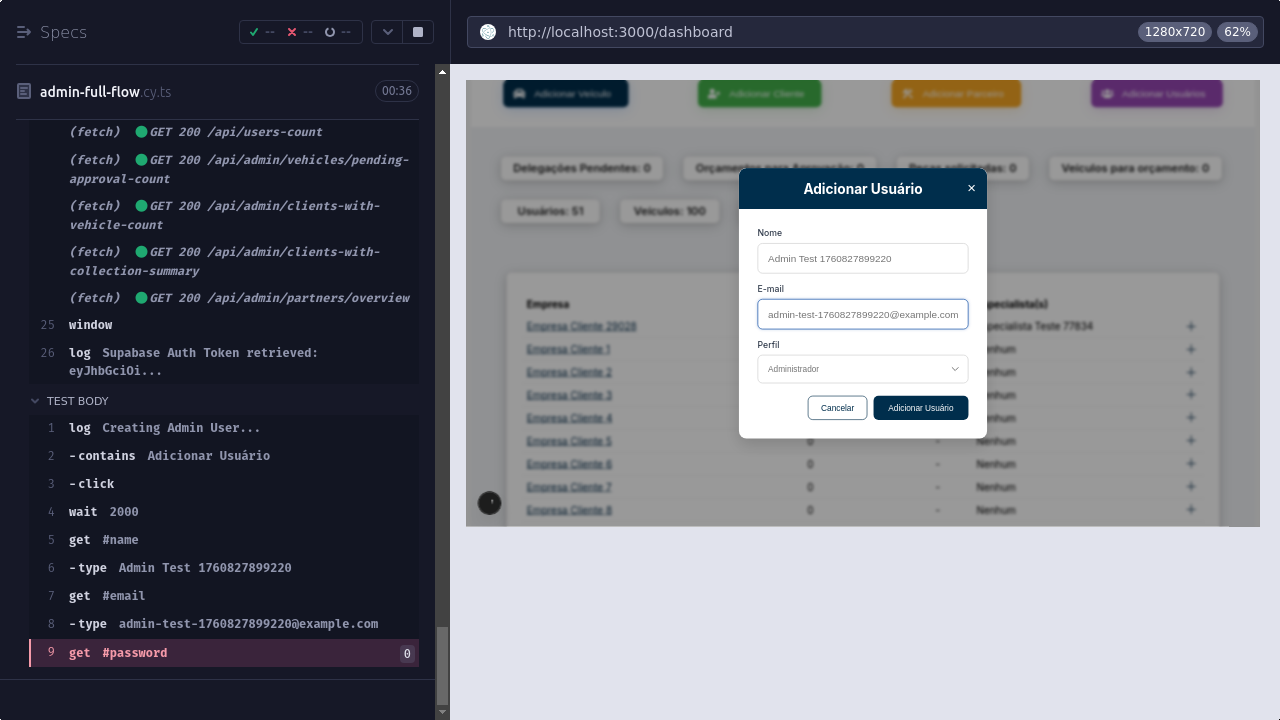 Specs
-- -- --
http://localhost:3000/dashboard
1280x720 62%
admin-full-flow.cy.ts 00:36
(fetch) GET 200 /api/users-count
(fetch) GET 200 /api/admin/vehicles/pending-
approval-count
(fetch) GET 200 /api/admin/clients-with-
vehicle-count
(fetch) GET 200 /api/admin/clients-with-
collection-summary
(fetch) GET 200 /api/admin/partners/overview
25 window
26 log Supabase Auth Token retrieved:
eyJhbGciOi...
TEST BODY
1 log Creating Admin User...
2 -contains Adicionar Usuário
3 -click
4 wait 2000
5 get #name
6 -type Admin Test 1760827899220
7 get #email
8 -type admin-test-1760827899220@example.com
9 get #password 0
Adicionar Veículo Adicionar Cliente Adicionar Parceiro Adicionar Usuários
Delegações Pendentes: 0 Orçamentos para Aprovação: 0 Peças solicitadas: 0 Veículos para orçamento: 0
Usuários: 51 Veículos: 100
Adicionar Usuário ×
Nome
Admin Test 1760827899220
E-mail
admin-test-1760827899220@example.com
Perfil
Administrador
Cancelar Adicionar Usuário
Empresa pecialista(s)
Empresa Cliente 29028 pecialista Teste 77834 +
Empresa Cliente 1 nhum +
Empresa Cliente 2 nhum +
Empresa Cliente 3 nhum +
Empresa Cliente 4 nhum +
Empresa Cliente 5 0 - Nenhum +
Empresa Cliente 6 0 - Nenhum +
Empresa Cliente 7 0 - Nenhum +
Empresa Cliente 8 0 - Nenhum +